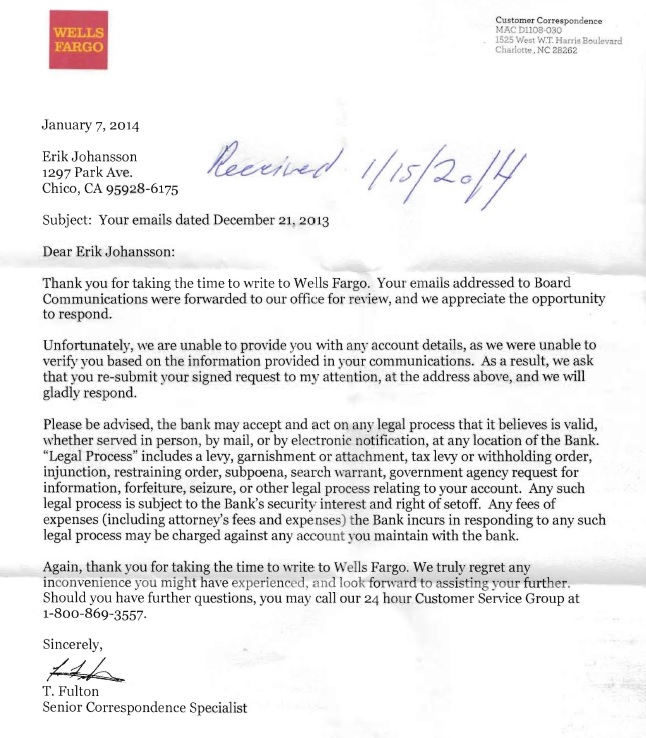 WELLS
FARGO
Customer Correspondence
MAC D1108-030
1525 West W.T. Harris Boulevard
Charlotte, NC 28262
January 7, 2014
Erik Johansson
1297 Park Ave.
Chico, CA 95928-6175
Received 1/15/2014
Subject: Your emails dated December 21, 2013
Dear Erik Johansson:
Thank you for taking the time to write to Wells Fargo. Your emails addressed to Board
Communications were forwarded to our office for review, and we appreciate the opportunity
to respond.
Unfortunately, we are unable to provide you with any account details, as we were unable to
verify you based on the information provided in your communications. As a result, we ask
that you re-submit your signed request to my attention, at the address above, and we will
gladly respond.
Please be advised, the bank may accept and act on any legal process that it believes is valid,
whether served in person, by mail, or by electronic notification, at any location of the Bank.
“Legal Process” includes a levy, garnishment or attachment, tax levy or withholding order,
injunction, restraining order, subpoena, search warrant, government agency request for
information, forfeiture, seizure, or other legal process relating to your account. Any such
legal process is subject to the Bank’s security interest and right of setoff. Any fees of
expenses (including attorney’s fees and expenses) the Bank incurs in responding to any such
legal process may be charged against any account you maintain with the bank.
Again, thank you for taking the time to write to Wells Fargo. We truly regret any
inconvenience you might have experienced, and look forward to assisting your further.
Should you have further questions, you may call our 24 hour Customer Service Group at
1-800-869-3557.
Sincerely,
T. Fulton
Senior Correspondence Specialist